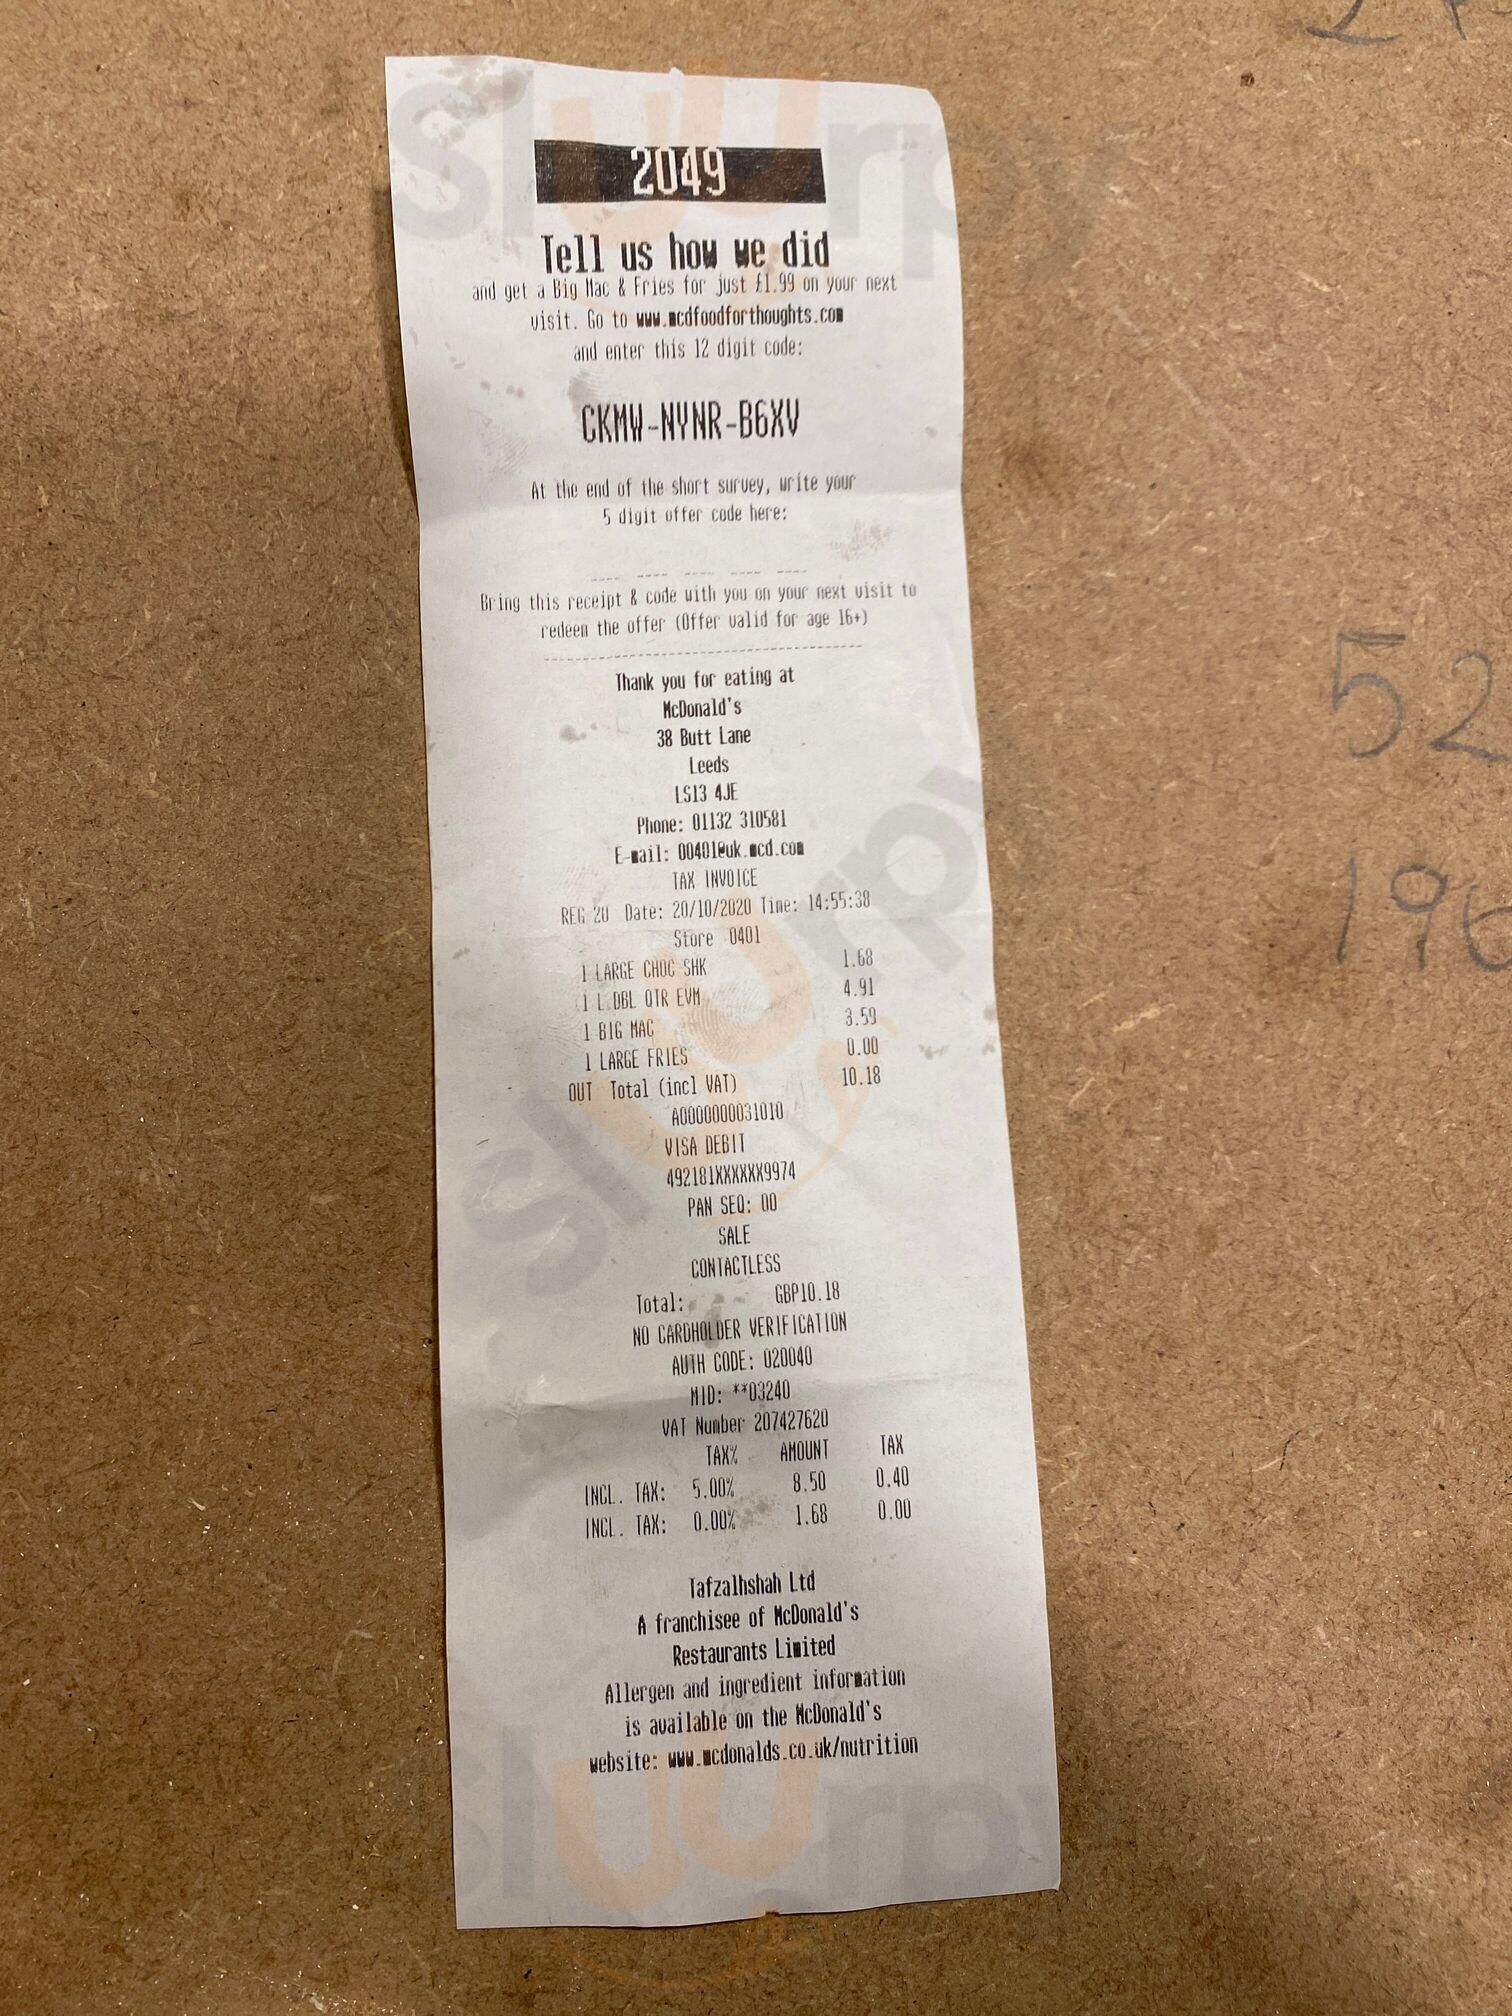 2049
Tell us how we did
and get a Big Mac & Fries for just £1.99 on your next
visit. Go to www.mcdfoodforthoughts.com
and enter this 12 digit code:
CKMW-NYNR-B6XV
At the end of the short survey, write your
5 digit offer code here:
Bring this receipt & code with you on your next visit to
redeem the offer (Offer valid for age 16+)
Thank you for eating at
McDonald's
38 Butt Lane
Leeds
LS13 4JE
Phone: 01132 310581
E-mail: 00401@uk.mcd.com
TAX INVOICE
REG 20 Date: 20/10/2020 Time: 14:55:38
Store 0401
1 LARGE CHOC SHK 1.68
1 L DBL QTR EVM 4.91
1 BIG MAC 3.59
1 LARGE FRIES 0.00
OUT Total (incl VAT) 10.18
A0000000031010
VISA DEBIT
492181XXXXXX9974
PAN SEQ: 00
SALE
CONTACTLESS
Total: GBP10.18
NO CARDHOLDER VERIFICATION
AUTH CODE: 020040
MID: **03240
VAT Number 207427620
TAX% AMOUNT TAX
INCL. TAX: 5.00% 8.50 0.40
INCL. TAX: 0.00% 1.68 0.00
Tafzalhshah Ltd
A franchisee of McDonald's
Restaurants Limited
Allergen and ingredient information
is available on the McDonald's
website: www.mcdonalds.co.uk/nutrition
52
196
slurpy
slurpy
slurpy